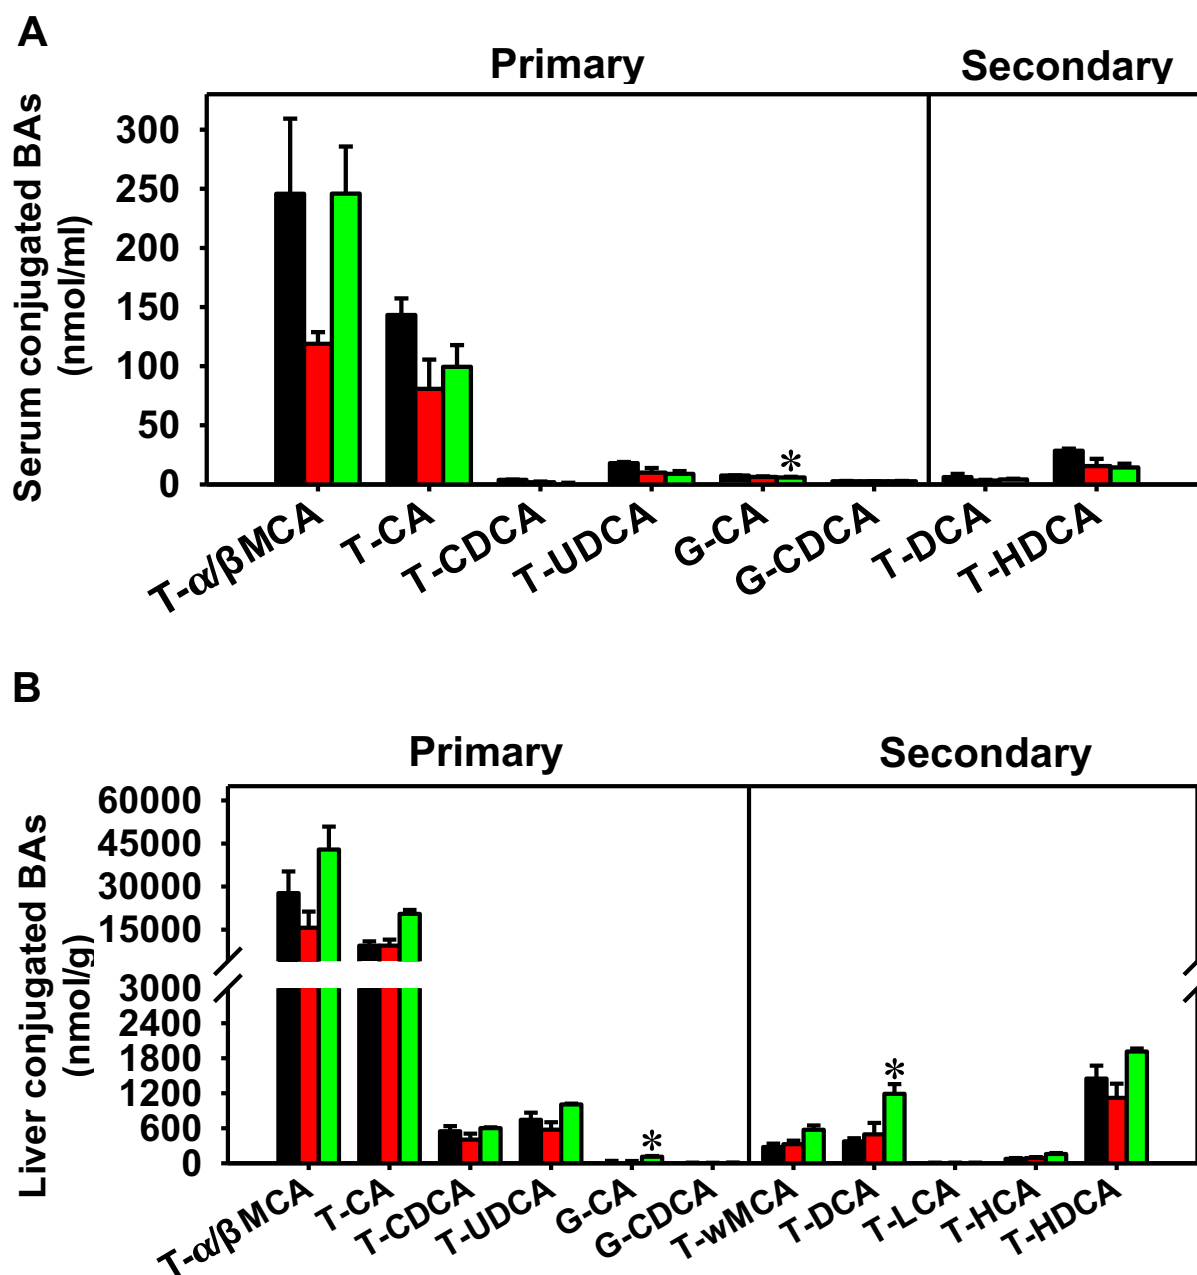 A
Primary
Secondary
Serum conjugated BAs
(nmol/ml)
300
250
200
150
100
50
0
*
T-α/βMCA
T-CA
T-CDCA
T-UDCA
G-CA
G-CDCA
T-DCA
T-HDCA
B
Primary
Secondary
Liver conjugated BAs
(nmol/g)
60000
45000
30000
15000
3000
2400
1800
1200
600
0
*
*
T-α/βMCA
T-CA
T-CDCA
T-UDCA
G-CA
G-CDCA
T-wMCA
T-DCA
T-LCA
T-HCA
T-HDCA